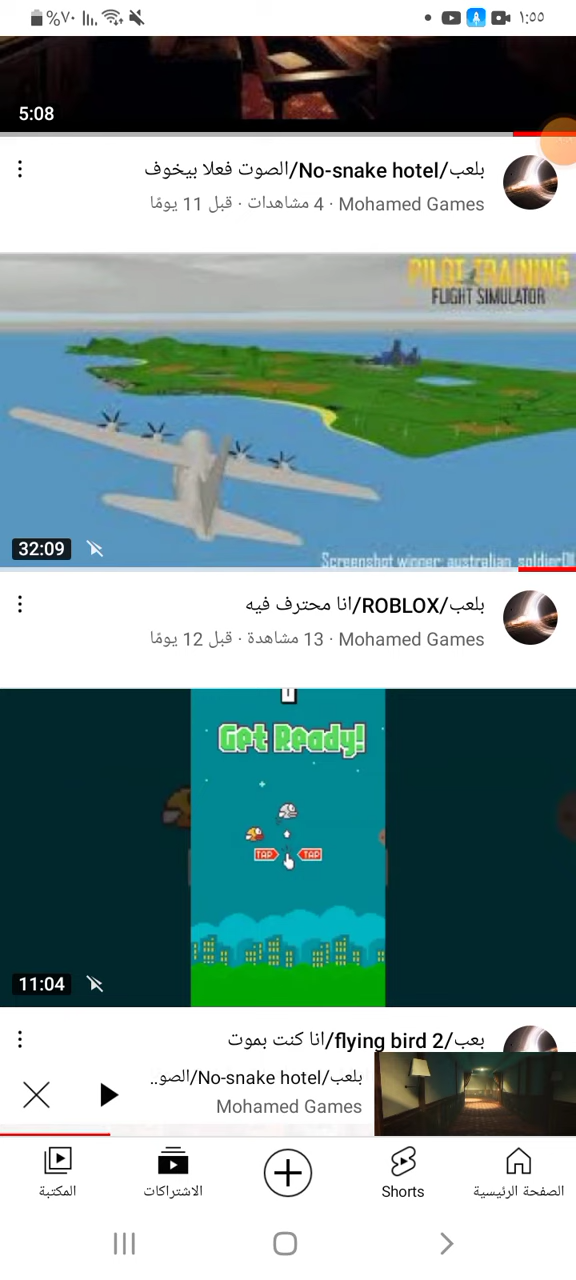 %٧٠ ١:٥٥
5:08
بلعب/No-snake hotel/الصوت فعلا بيخوف
Mohamed Games · 4 مشاهدات · قبل 11 يومًا
PILOT TRAINING
FLIGHT SIMULATOR
32:09
Screenshot winner: australian_soldier01
بلعب/ROBLOX/انا محترف فيه
Mohamed Games · 13 مشاهدة · قبل 12 يومًا
Get Ready!
TAP TAP
11:04
بعب/flying bird 2/انا كنت بموت
بلعب/No-snake hotel/الصو..
Mohamed Games
الصفحة الرئيسية Shorts الاشتراكات المكتبة